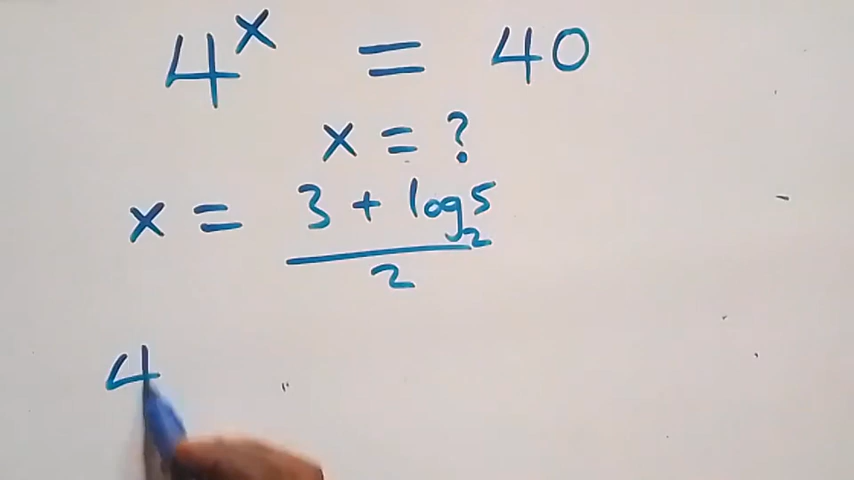 4^x = 40
x = ?
x = (3 + log₂5)/2
4